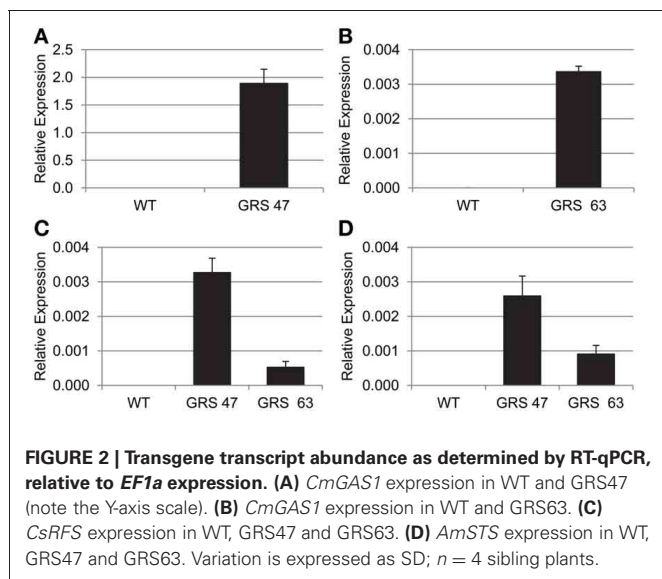 A
Relative Expression
2.5
2.0
1.5
1.0
0.5
0.0
WT
GRS 47
B
Relative Expression
0.004
0.003
0.002
0.001
0.000
WT
GRS 63
C
Relative Expression
0.004
0.003
0.002
0.001
0.000
WT
GRS 47
GRS 63
D
Relative Expression
0.004
0.003
0.002
0.001
0.000
WT
GRS 47
GRS 63
FIGURE 2 | Transgene transcript abundance as determined by RT-qPCR,
relative to EF1a expression. (A) CmGAS1 expression in WT and GRS47
(note the Y-axis scale). (B) CmGAS1 expression in WT and GRS63. (C)
CsRFS expression in WT, GRS47 and GRS63. (D) AmSTS expression in WT,
GRS47 and GRS63. Variation is expressed as SD; n = 4 sibling plants.